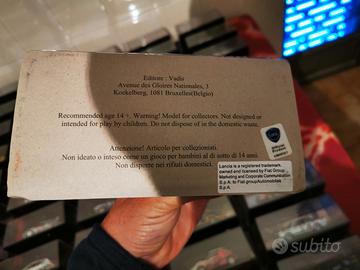 Editore : Vudio
Avenue des Gloires Nationales, 3
Koekelberg, 1081 Bruxelles(Belgio)
Recommended age 14 +. Warning! Model for collectors. Not designed or
intended for play by children. Do not dispose of in the domestic waste.
Attenzione! Articolo per collezionisti.
Non ideato o inteso come un gioco per bambini al di sotto di 14 anni.
Non disporre nei rifiuti domestici.
Lancia is a registered trademark,
owned and licensed by Fiat Group
Marketing and Corporate Communication
S.p.A. to Fiat groupAutomobiles
S.p.A.
subito